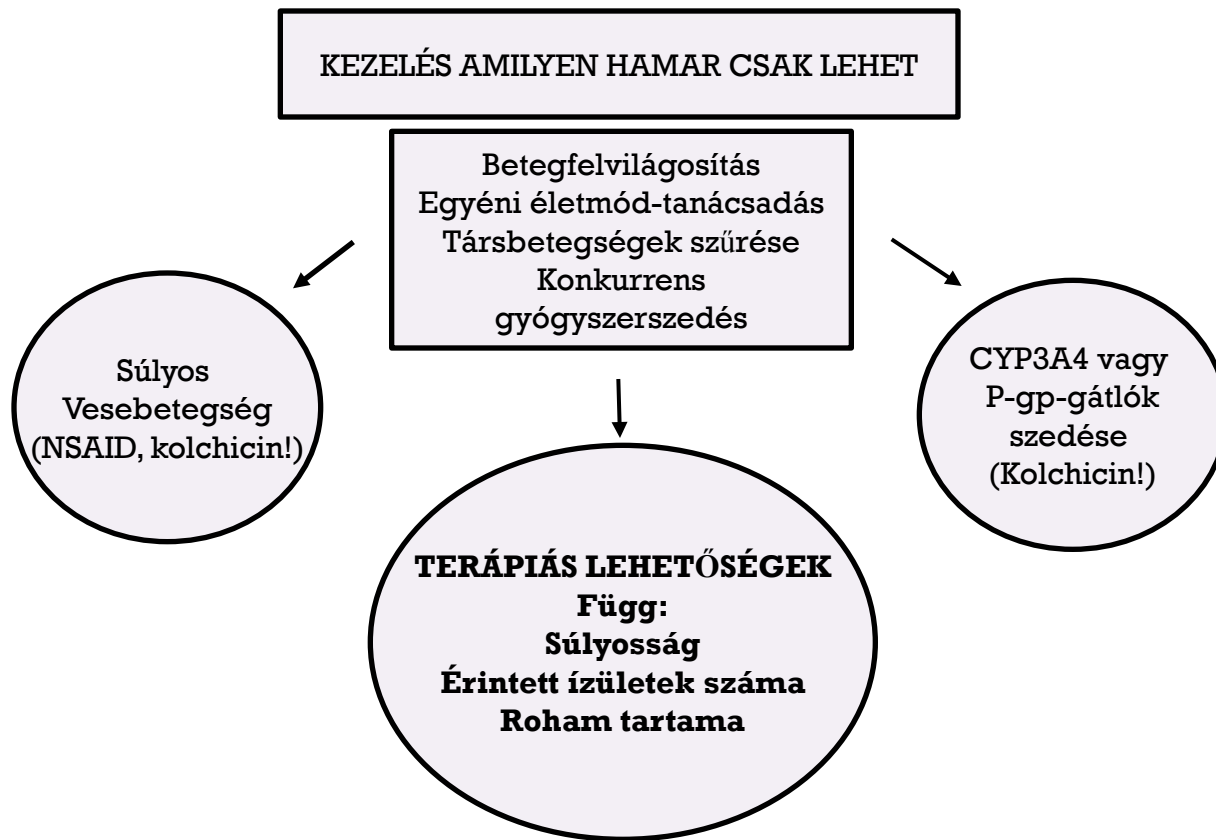 KEZELÉS AMILYEN HAMAR CSAK LEHET
Betegfelvilágosítás
Egyéni életmód-tanácsadás
Társbetegségek szűrése
Konkurrens
gyógyszerszedés
Súlyos
Vesebetegség
(NSAID, kolchicin!)
CYP3A4 vagy
P-gp-gátlók
szedése
(Kolchicin!)
TERÁPIÁS LEHETŐSÉGEK
Függ:
Súlyosság
Érintett ízületek száma
Roham tartama